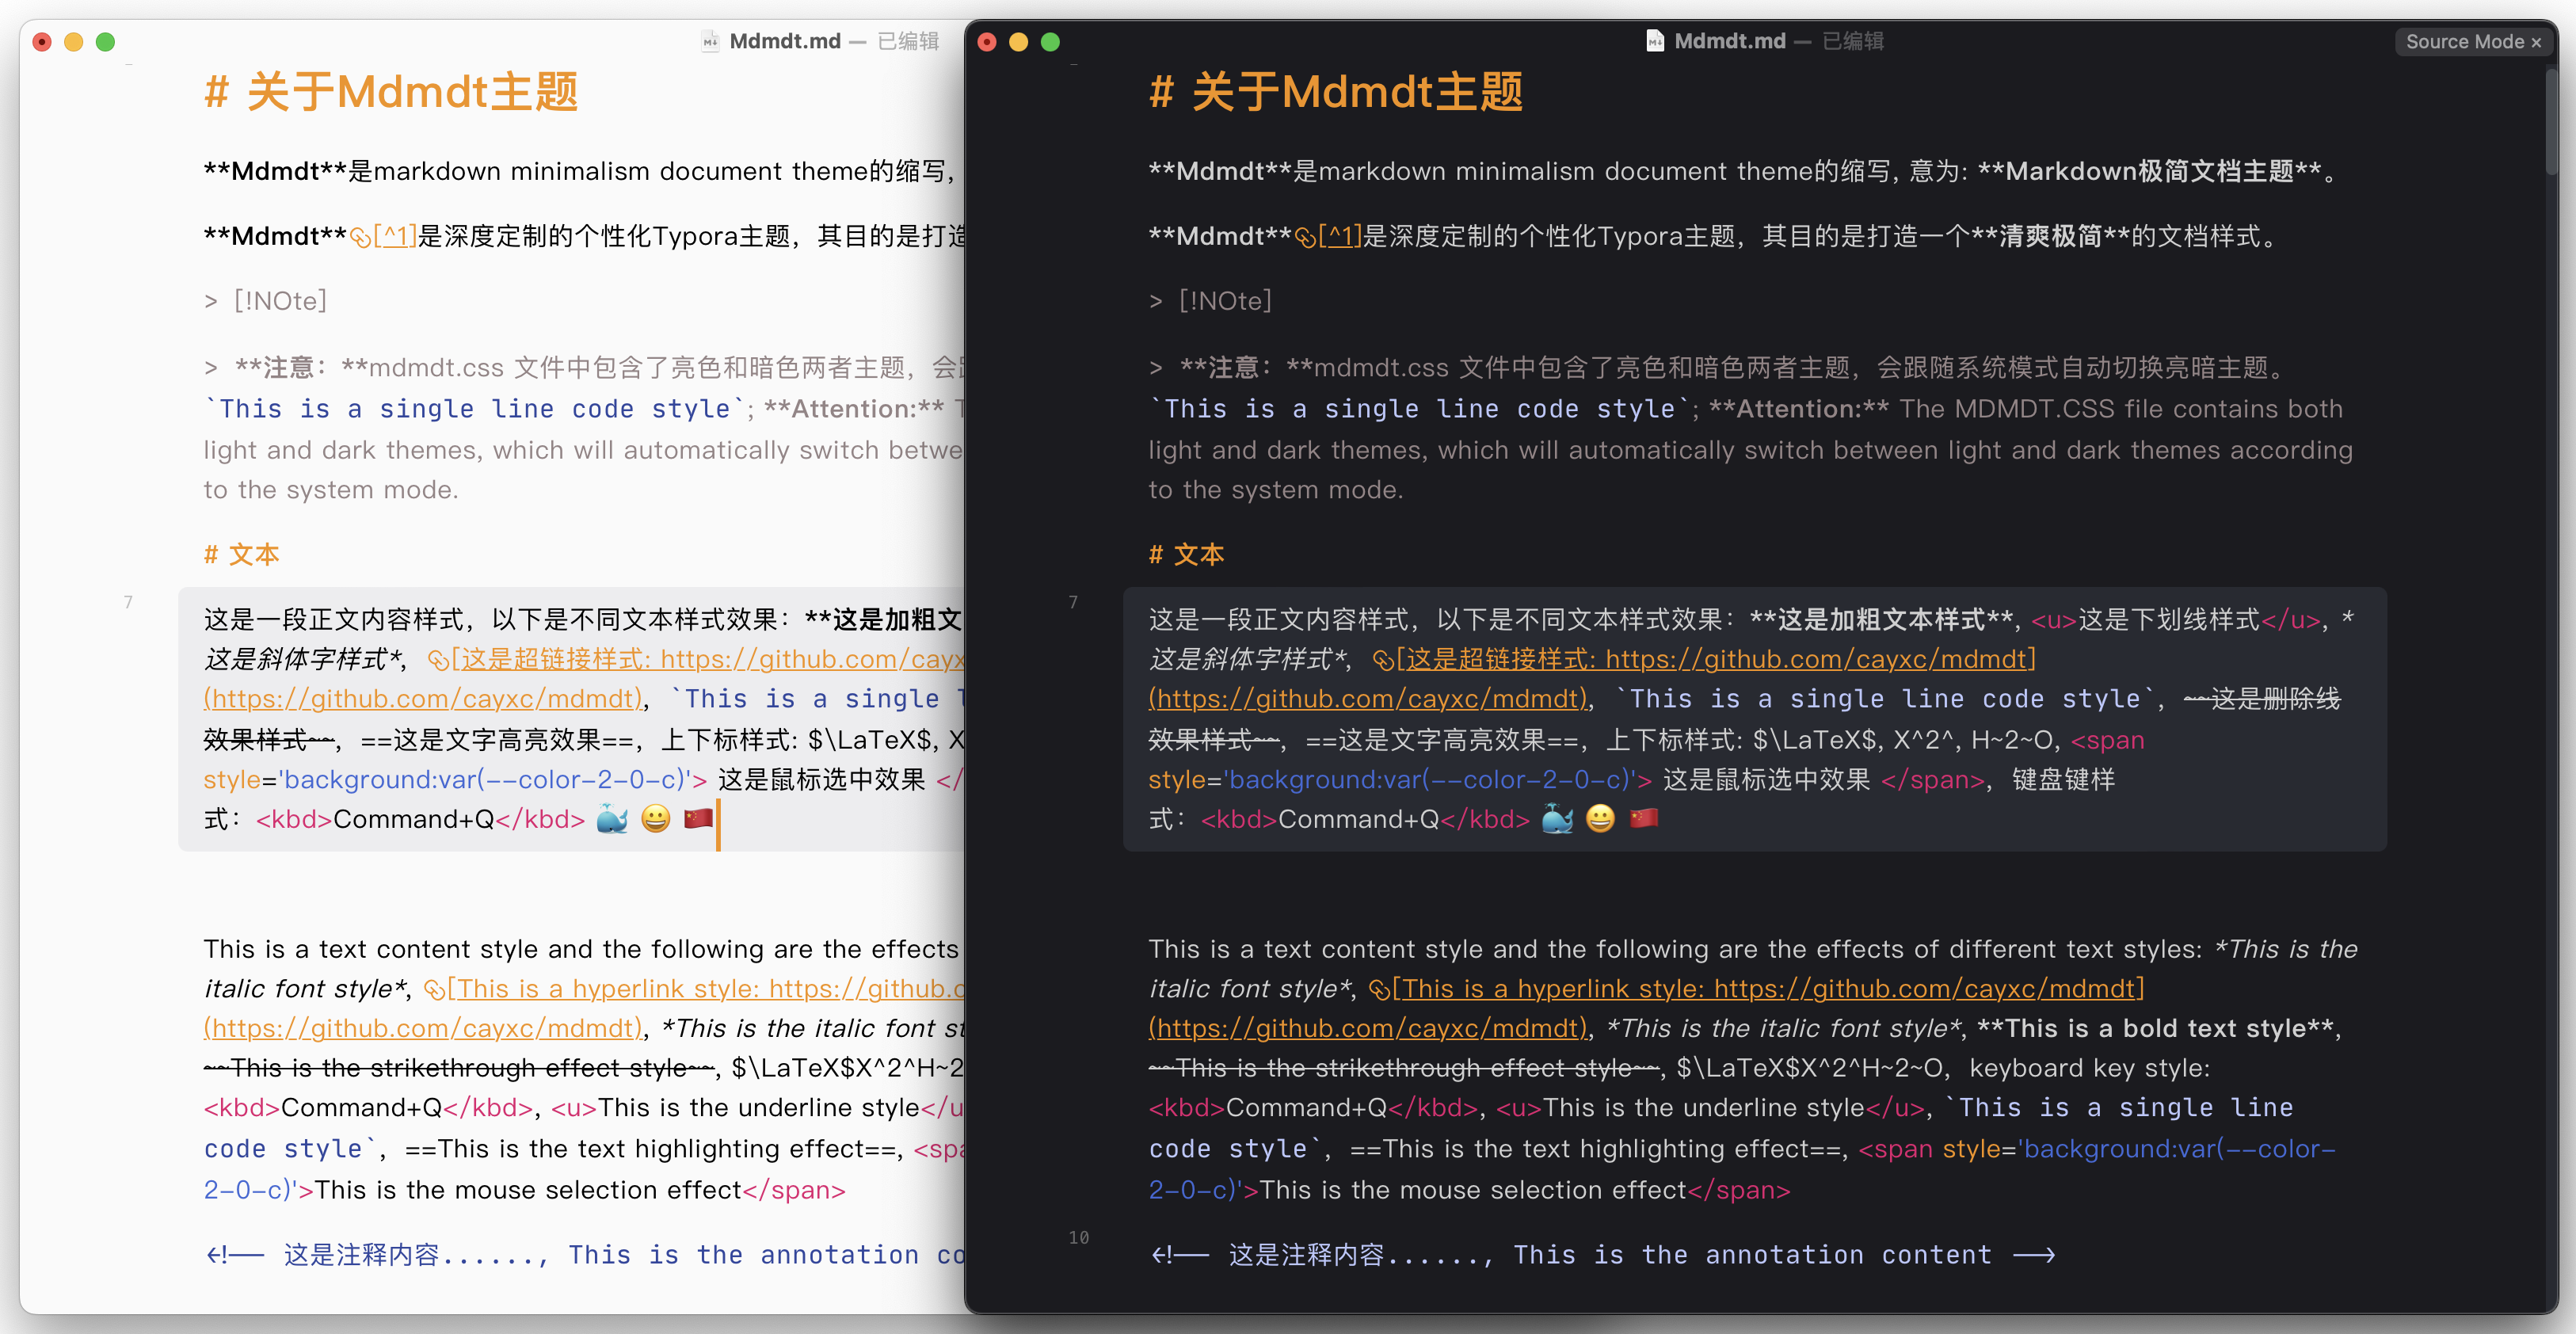 Mdmdt.md — 已编辑
# 关于Mdmdt主题
**Mdmdt**是markdown minimalism document theme的缩写,
**Mdmdt**[^1]是深度定制的个性化Typora主题，其目的是打造
> [!NOte]
> **注意：**mdmdt.css 文件中包含了亮色和暗色两者主题，会
`This is a single line code style`; **Attention:**
light and dark themes, which will automatically switch betwe
to the system mode.
# 文本
7
这是一段正文内容样式，以下是不同文本样式效果：**这是加粗文
这是斜体字样式*，[这是超链接样式: https://github.com/cayx
(https://github.com/cayxc/mdmdt)，`This is a single
效果样式~~，==这是文字高亮效果==，上下标样式: $\LaTeX$, X
style='background:var(--color-2-0-c)'> 这是鼠标选中效果 </
式：<kbd>Command+Q</kbd> 🐳 😀 🇨🇳
This is a text content style and the following are the effects
italic font style*, [This is a hyperlink style: https://github.c
(https://github.com/cayxc/mdmdt), *This is the italic font st
~~This is the strikethrough effect style~~, $\LaTeX$X^2^H~2
<kbd>Command+Q</kbd>, <u>This is the underline style</u
code style`，==This is the text highlighting effect==, <spa
2-0-c)'>This is the mouse selection effect</span>
<!-- 这是注释内容......, This is the annotation co
Mdmdt.md — 已编辑
Source Mode ×
# 关于Mdmdt主题
**Mdmdt**是markdown minimalism document theme的缩写, 意为: **Markdown极简文档主题**。
**Mdmdt**[^1]是深度定制的个性化Typora主题，其目的是打造一个**清爽极简**的文档样式。
> [!NOte]
> **注意：**mdmdt.css 文件中包含了亮色和暗色两者主题，会跟随系统模式自动切换亮暗主题。
`This is a single line code style`; **Attention:** The MDMDT.CSS file contains both
light and dark themes, which will automatically switch between light and dark themes according
to the system mode.
# 文本
7
这是一段正文内容样式，以下是不同文本样式效果：**这是加粗文本样式**, <u>这是下划线样式</u>, *
这是斜体字样式*，[这是超链接样式: https://github.com/cayxc/mdmdt]
(https://github.com/cayxc/mdmdt)，`This is a single line code style`，~~这是删除线
效果样式~~，==这是文字高亮效果==，上下标样式: $\LaTeX$, X^2^, H~2~O, <span
style='background:var(--color-2-0-c)'> 这是鼠标选中效果 </span>，键盘键样
式：<kbd>Command+Q</kbd> 🐳 😀 🇨🇳
This is a text content style and the following are the effects of different text styles: *This is the
italic font style*, [This is a hyperlink style: https://github.com/cayxc/mdmdt]
(https://github.com/cayxc/mdmdt), *This is the italic font style*, **This is a bold text style**,
~~This is the strikethrough effect style~~, $\LaTeX$X^2^H~2~O，keyboard key style:
<kbd>Command+Q</kbd>, <u>This is the underline style</u>, `This is a single line
code style`，==This is the text highlighting effect==, <span style='background:var(--color-
2-0-c)'>This is the mouse selection effect</span>
10
<!-- 这是注释内容......, This is the annotation content -->